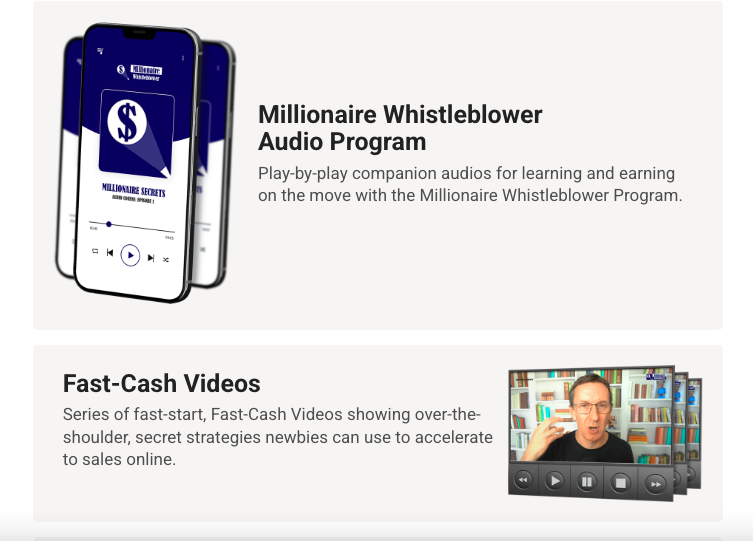 Millionaire
Whistleblower
MILLIONAIRE SECRETS
AUDIO COURSE: EPISODE 1
Millionaire Whistleblower
Audio Program
Play-by-play companion audios for learning and earning
on the move with the Millionaire Whistleblower Program.
Fast-Cash Videos
Series of fast-start, Fast-Cash Videos showing over-the-
shoulder, secret strategies newbies can use to accelerate
to sales online.